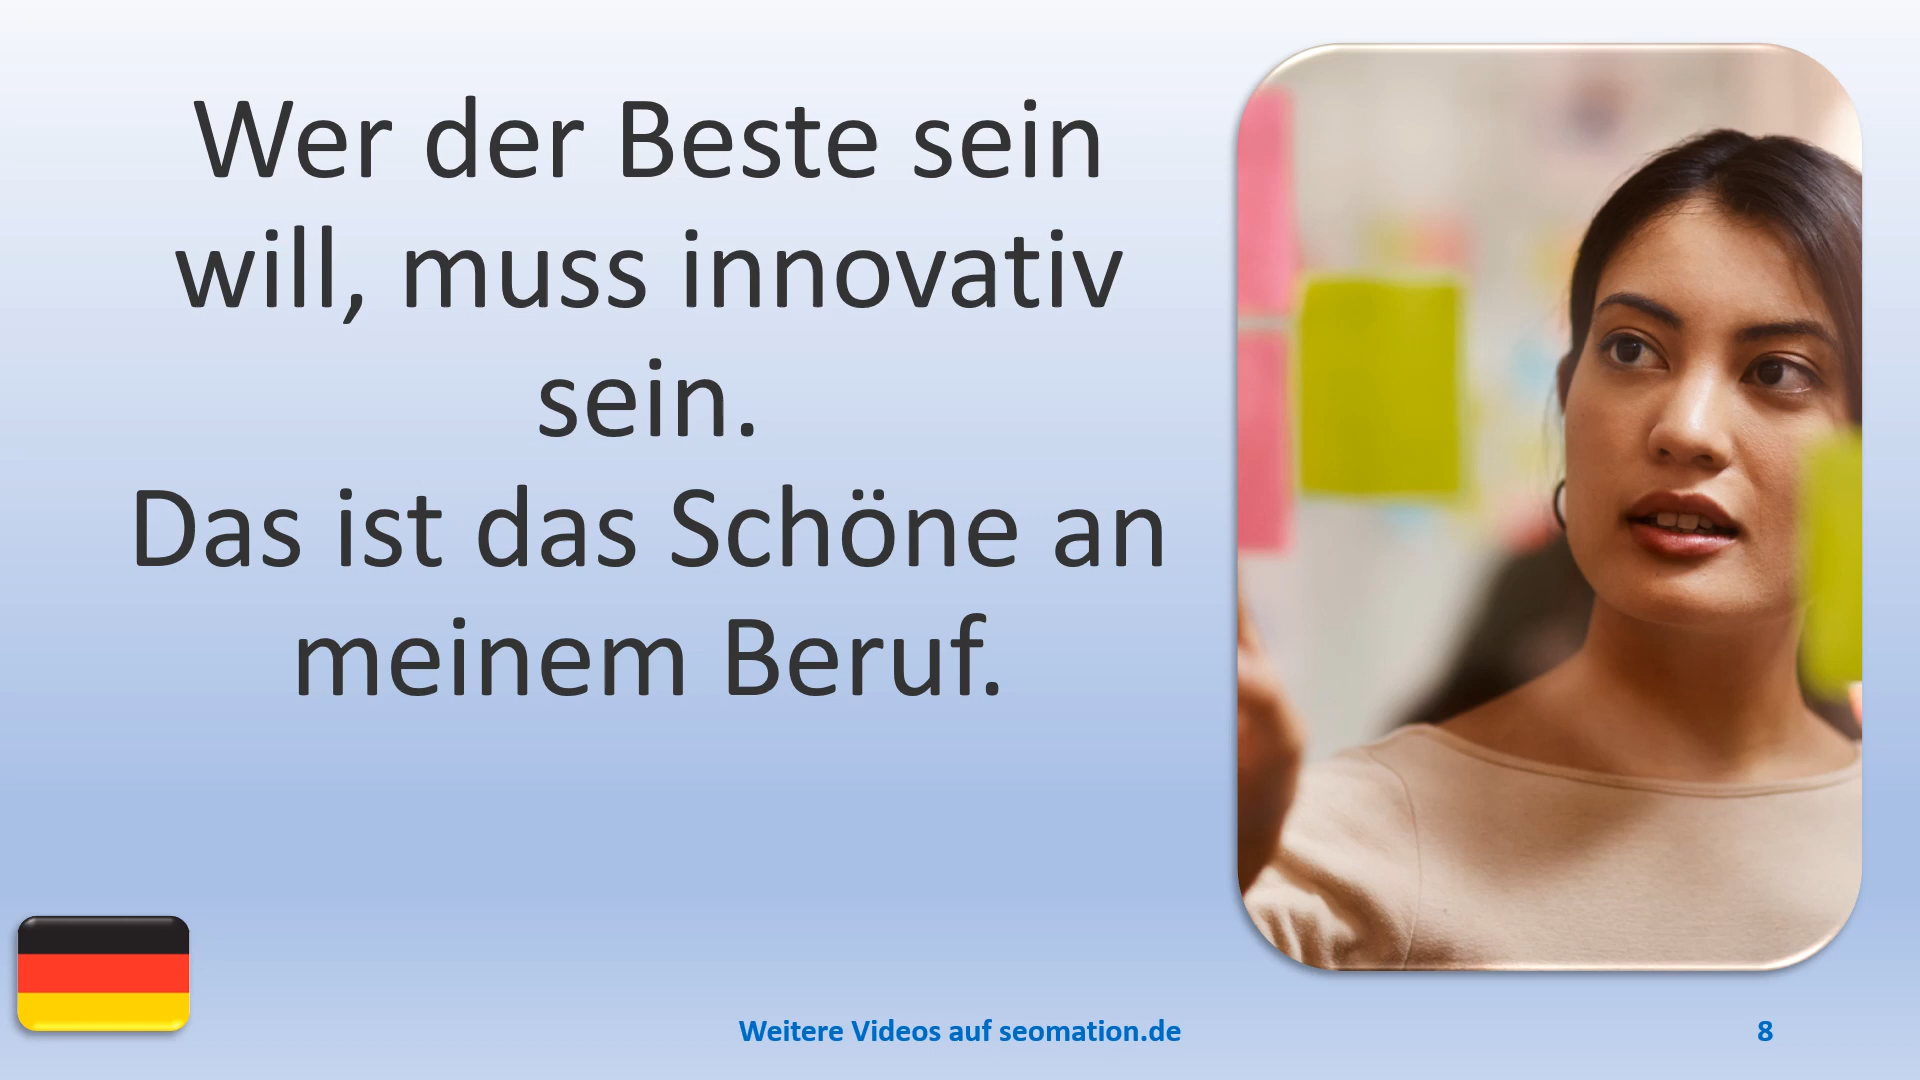 Wer der Beste sein
will, muss innovativ
sein.
Das ist das Schöne an
meinem Beruf.
Weitere Videos auf seomation.de
8